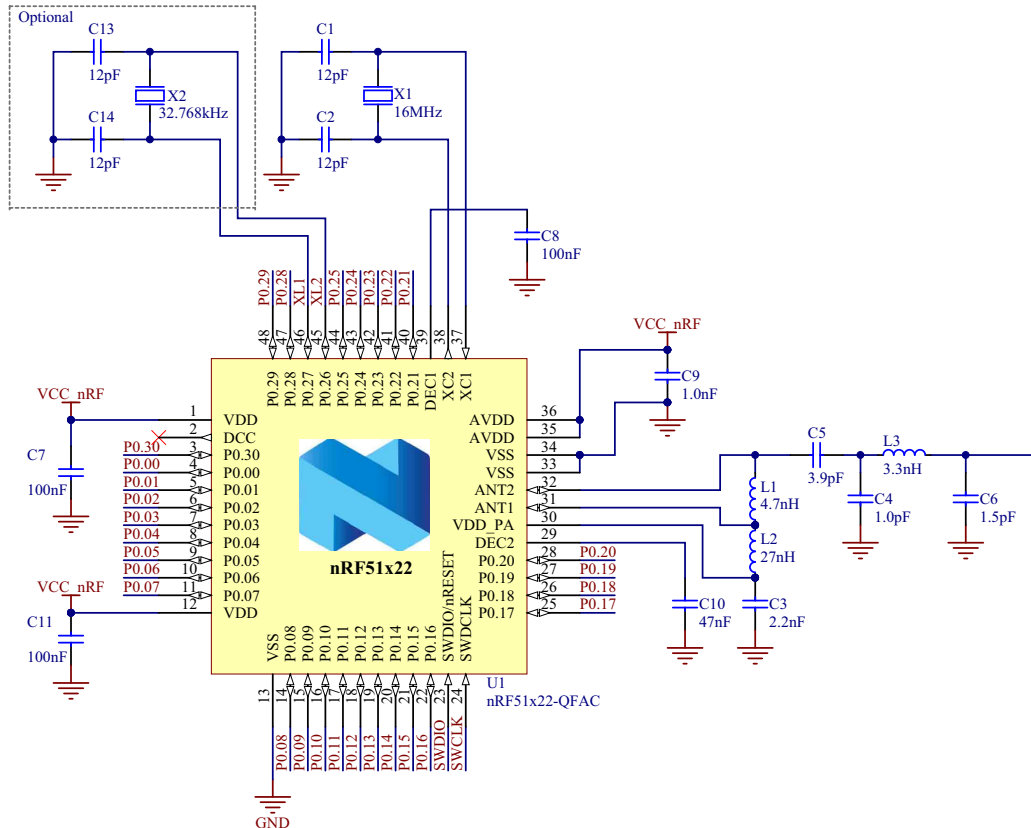 Optional
C13
12pF
X2
32.768kHz
C14
12pF
C1
12pF
X1
16MHz
C2
12pF
C8
100nF
P0.29
P0.28
XL1
XL2
P0.25
P0.24
P0.23
P0.22
P0.21
48
47
46
45
44
43
42
41
40
39
38
37
P0.29
P0.28
P0.27
P0.26
P0.25
P0.24
P0.23
P0.22
P0.21
DEC1
XC2
XC1
VCC_nRF
C7
100nF
VCC_nRF
C11
100nF
P0.30
P0.00
P0.01
P0.02
P0.03
P0.04
P0.05
P0.06
P0.07
1 VDD
2 DCC
3 P0.30
4 P0.00
5 P0.01
6 P0.02
7 P0.03
8 P0.04
9 P0.05
10 P0.06
11 P0.07
12 VDD
nRF51x22
AVDD 36
AVDD 35
VSS 34
VSS 33
ANT2 32
ANT1 31
VDD_PA 30
DEC2 29
P0.20 28 P0.20
P0.19 27 P0.19
P0.18 26 P0.18
P0.17 25 P0.17
VCC_nRF
C9
1.0nF
C5
3.9pF
L3
3.3nH
L1
4.7nH
C4
1.0pF
C6
1.5pF
L2
27nH
C10
47nF
C3
2.2nF
VSS
P0.08
P0.09
P0.10
P0.11
P0.12
P0.13
P0.14
P0.15
P0.16
SWDIO/nRESET
SWDCLK
13
14
15
16
17
18
19
20
21
22
23
24
P0.08
P0.09
P0.10
P0.11
P0.12
P0.13
P0.14
P0.15
P0.16
SWDIO
SWCLK
U1
nRF51x22-QFAC
GND